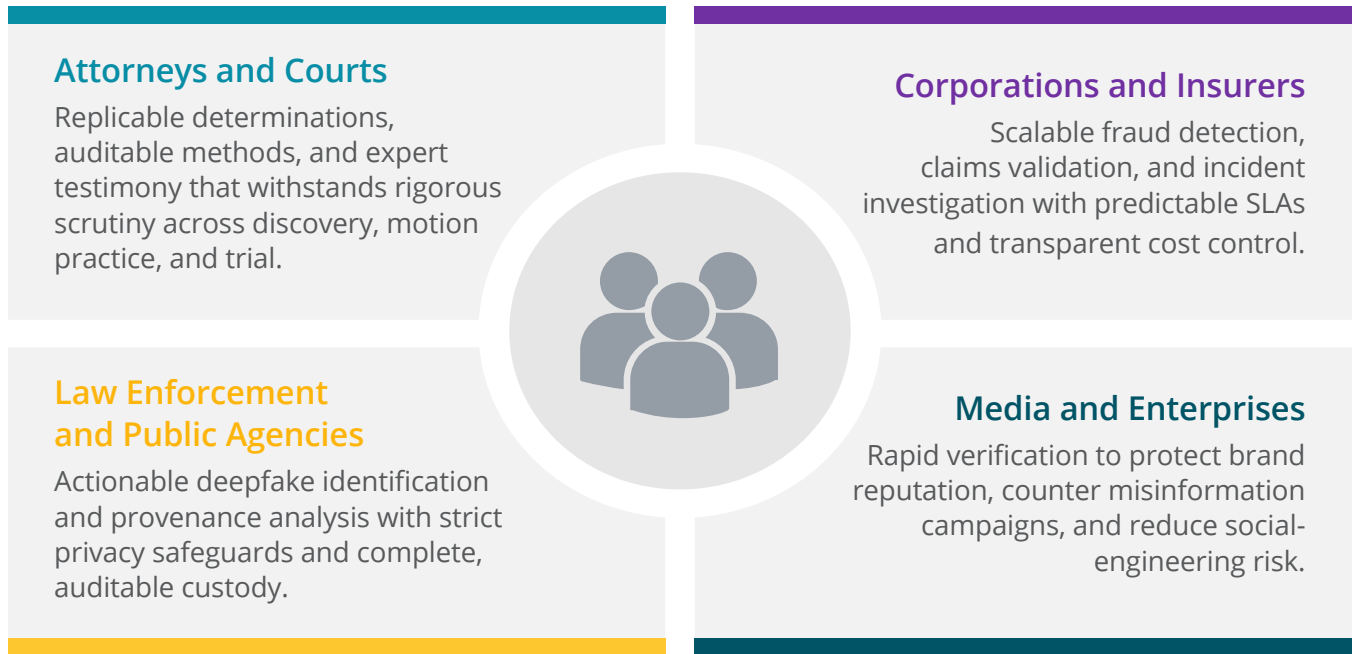 Attorneys and Courts
Replicable determinations,
auditable methods, and expert
testimony that withstands rigorous
scrutiny across discovery, motion
practice, and trial.
Corporations and Insurers
Scalable fraud detection,
claims validation, and incident
investigation with predictable SLAs
and transparent cost control.
Law Enforcement
and Public Agencies
Actionable deepfake identification
and provenance analysis with strict
privacy safeguards and complete,
auditable custody.
Media and Enterprises
Rapid verification to protect brand
reputation, counter misinformation
campaigns, and reduce social-
engineering risk.